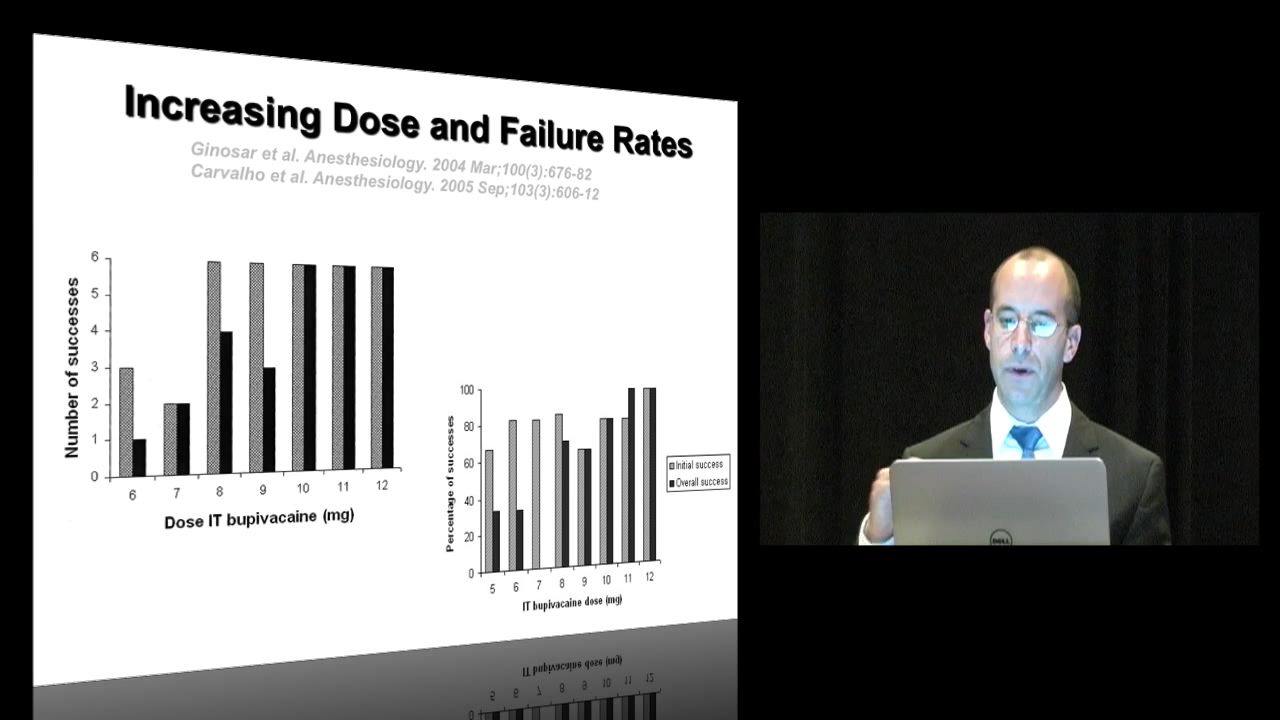 Increasing Dose and Failure Rates
Ginosar et al. Anesthesiology. 2004 Mar;100(3):676-82
Carvalho et al. Anesthesiology. 2005 Sep;103(3):606-12
Number of successes
6
5
4
3
2
1
0
6 7 8 9 10 11 12
Dose IT bupivacaine (mg)
Percentage of successes
100
80
60
40
20
0
5 6 7 8 9 10 11 12
IT bupivacaine dose (mg)
Initial success
Overall success
DELL